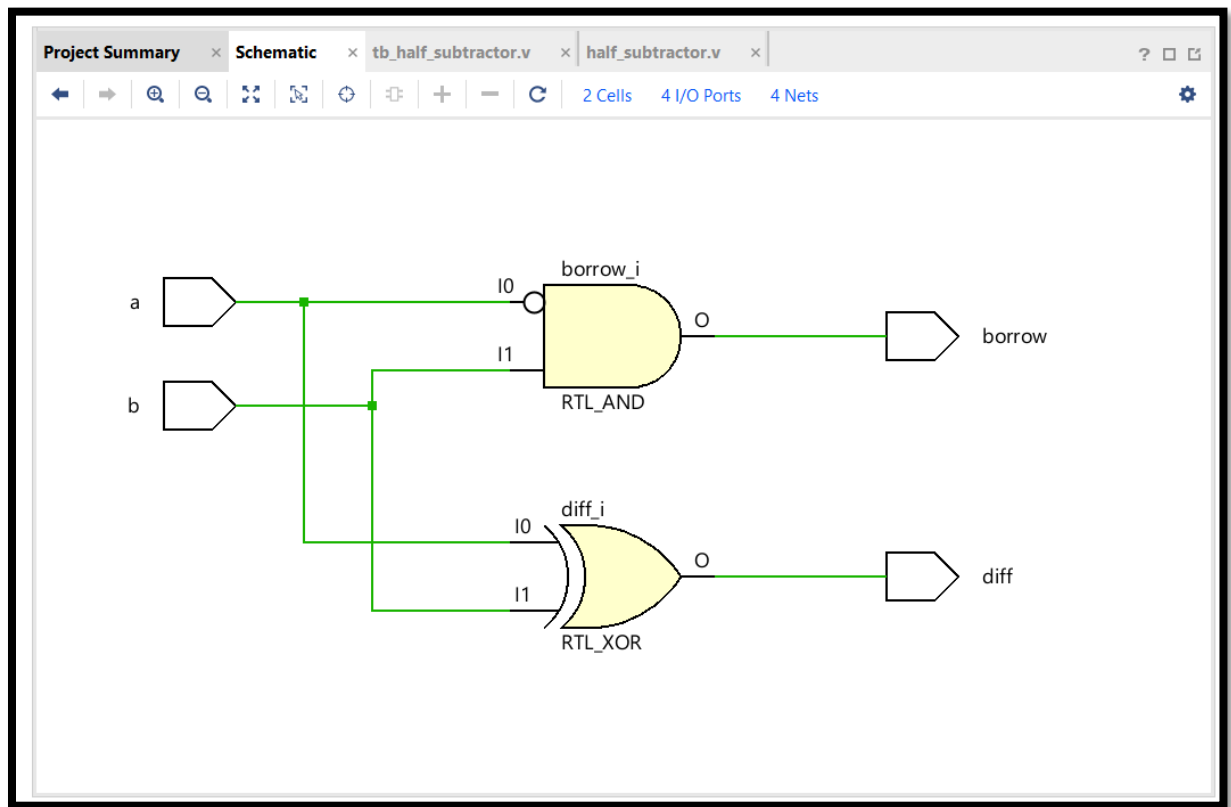 Project Summary × Schematic × tb_half_subtractor.v × half_subtractor.v × ?
2 Cells 4 I/O Ports 4 Nets
borrow_i
I0
a
O
borrow
I1
b
RTL_AND
diff_i
I0
O
diff
I1
RTL_XOR